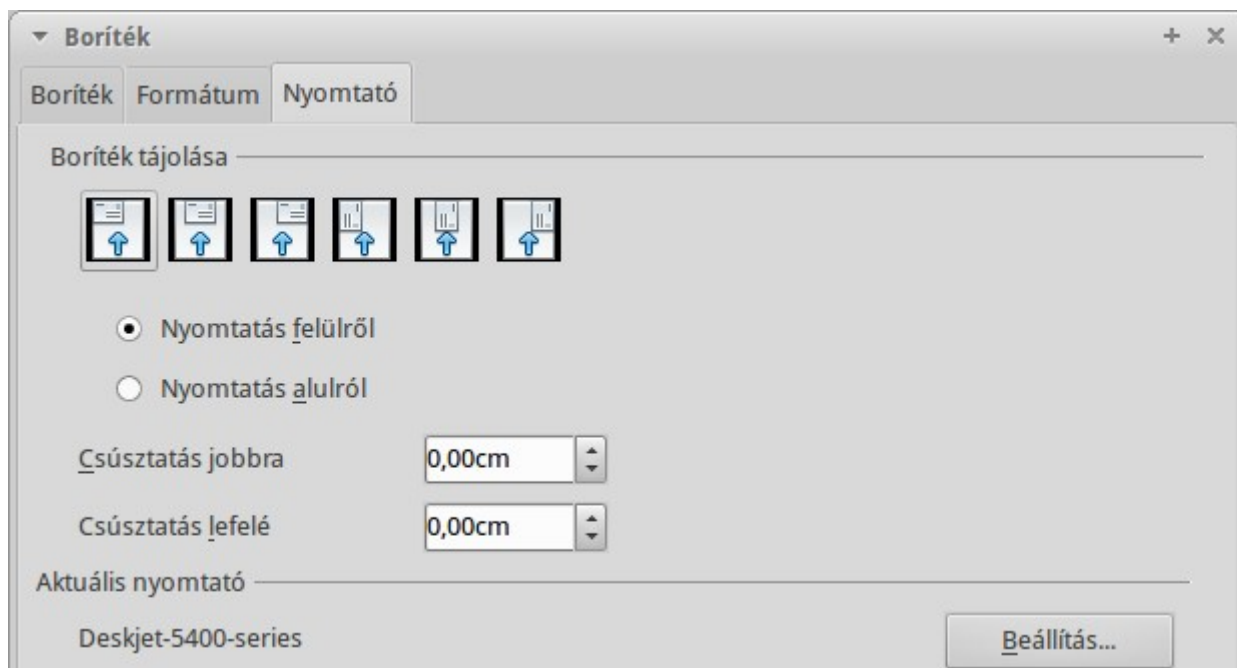 Boríték
Boríték Formátum Nyomtató
Boríték tájolása
Nyomtatás felülről
Nyomtatás alulról
Csúsztatás jobbra 0,00cm
Csúsztatás lefelé 0,00cm
Aktuális nyomtató
Deskjet-5400-series Beállítás...